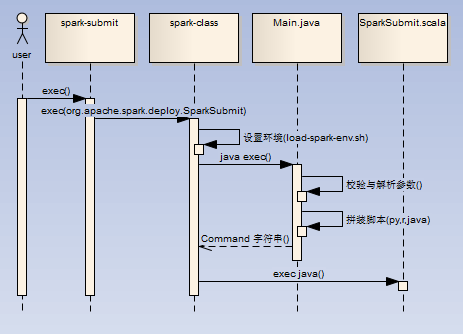 spark-submit
spark-class
Main.java
SparkSubmit.scala
user
exec()
exec(org.apache.spark.deploy.SparkSubmit)
设置环境(load-spark-env.sh)
java exec()
校验与解析参数()
拼装脚本(py,r,java)
Command 字符串()
exec java()